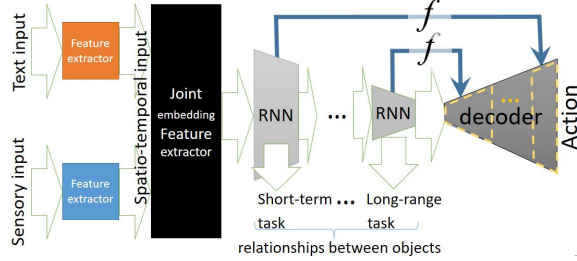 Text input
Feature
extractor
Sensory input
Feature
extractor
Spatio-temporal input
Joint
embedding
Feature
extractor
RNN
...
RNN
f
f
decoder
...
Action
Short-term ... Long-range
task task
relationships between objects